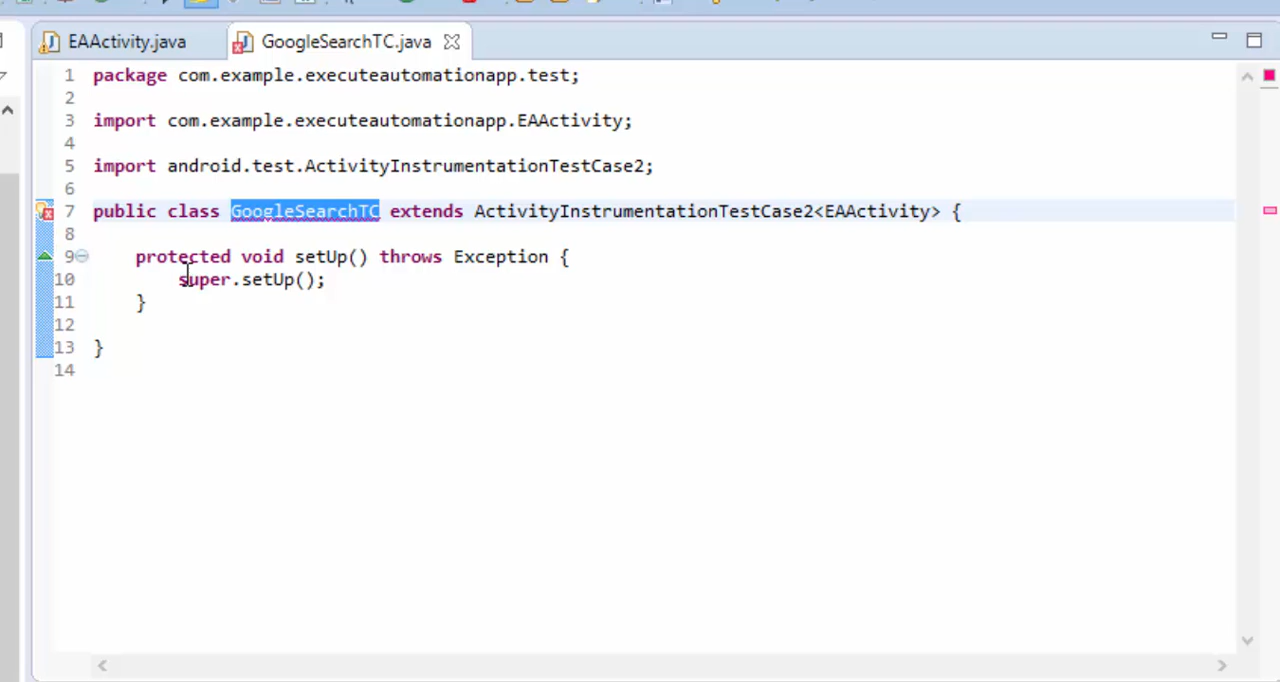 EAActivity.java GoogleSearchTC.java
1 package com.example.executeautomationapp.test;
2
3 import com.example.executeautomationapp.EAActivity;
4
5 import android.test.ActivityInstrumentationTestCase2;
6
7 public class GoogleSearchTC extends ActivityInstrumentationTestCase2<EAActivity> {
8
9 protected void setUp() throws Exception {
10 super.setUp();
11 }
12
13 }
14